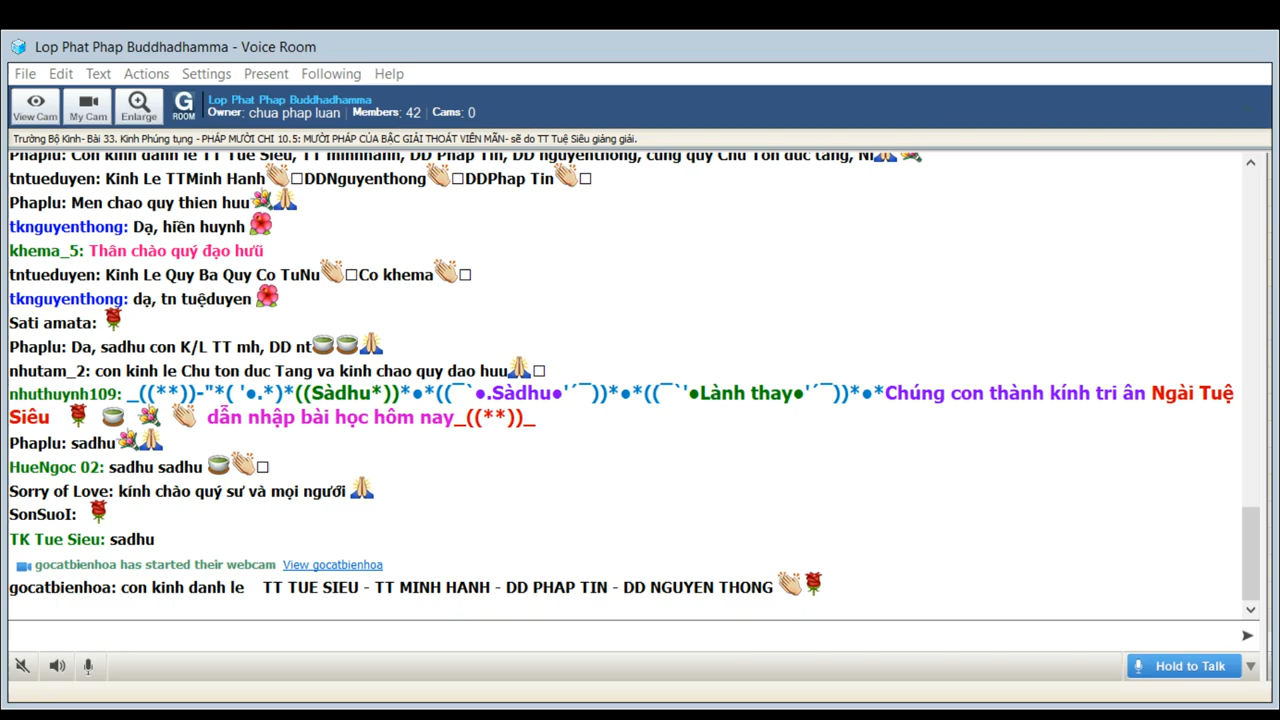 Lop Phat Phap Buddhadhamma - Voice Room
File Edit Text Actions Settings Present Following Help
View Cam My Cam Enlarge G ROOM Lop Phat Phap Buddhadhamma
Owner: chua phap luan Members: 42 Cams: 0
Trường Bộ Kinh- Bài 33. Kinh Phúng tụng - PHÁP MƯỜI CHI 10.5: MƯỜI PHÁP CỦA BẬC GIẢI THOÁT VIÊN MÃN- sẽ do TT Tuệ Siêu giảng giải.
Phaplu: Con kinh danh le TT Tue Sieu, TT minhhanh, DD Phap Tin, DD nguyenthong, cung quy Chu Ton duc tang, Ni
tntueduyen: Kinh Le TTMinh Hanh👏□DDNguyenthong👏□DDPhap Tin👏□
Phaplu: Men chao quy thien huu
tknguyenthong: Dạ, hiền huynh 🌺
khema_5: Thân chào quý đạo hưũ
tntueduyen: Kinh Le Quy Ba Quy Co TuNu👏□Co khema👏□
tknguyenthong: dạ, tn tuệduyen 🌺
Sati amata: 🌹
Phaplu: Da, sadhu con K/L TT mh, DD nt🍵🍵🙏
nhutam_2: con kinh le Chu ton duc Tang va kinh chao quy dao huu🙏□
nhuthuynh109: _((**))-"*( '●.*)*((Sàdhu*))*●*((¯`●.Sàdhu●'´¯))*●*((¯`'●Lành thay●'´¯))*●*Chúng con thành kính tri ân Ngài Tuệ
Siêu 🌹 🍵 💐 👏 dẫn nhập bài học hôm nay_((**))_
Phaplu: sadhu💐🙏
HueNgoc 02: sadhu sadhu 🍵👏□
Sorry of Love: kính chào quý sư và mọi ngưới 🙏
SonSuoI: 🌹
TK Tue Sieu: sadhu
gocatbienhoa has started their webcam View gocatbienhoa
gocatbienhoa: con kinh danh le TT TUE SIEU - TT MINH HANH - DD PHAP TIN - DD NGUYEN THONG 👏🌹
Hold to Talk